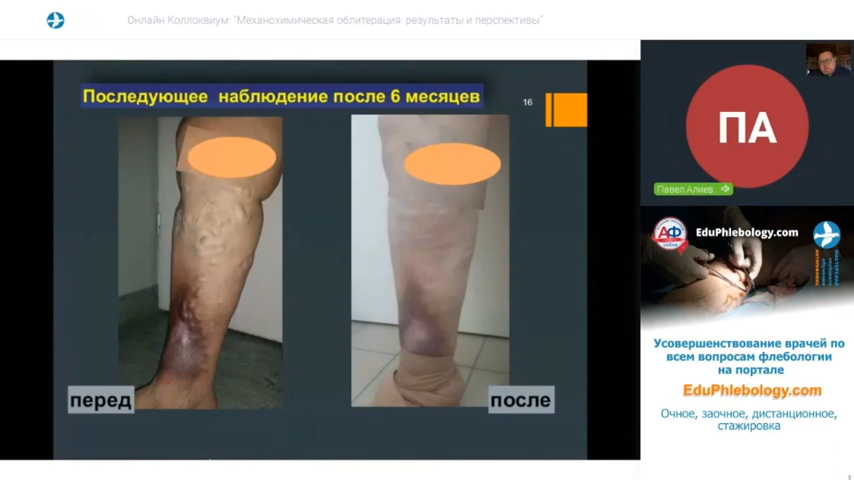 Онлайн Коллоквиум: "Механохимическая облитерация: результаты и перспективы"
Последующее наблюдение после 6 месяцев
16
перед
после
ПА
Павел Алиев
АФ
EduPhlebology.com
Усовершенствование врачей по
всем вопросам флебологии
на портале
EduPhlebology.com
Очное, заочное, дистанционное,
стажировка